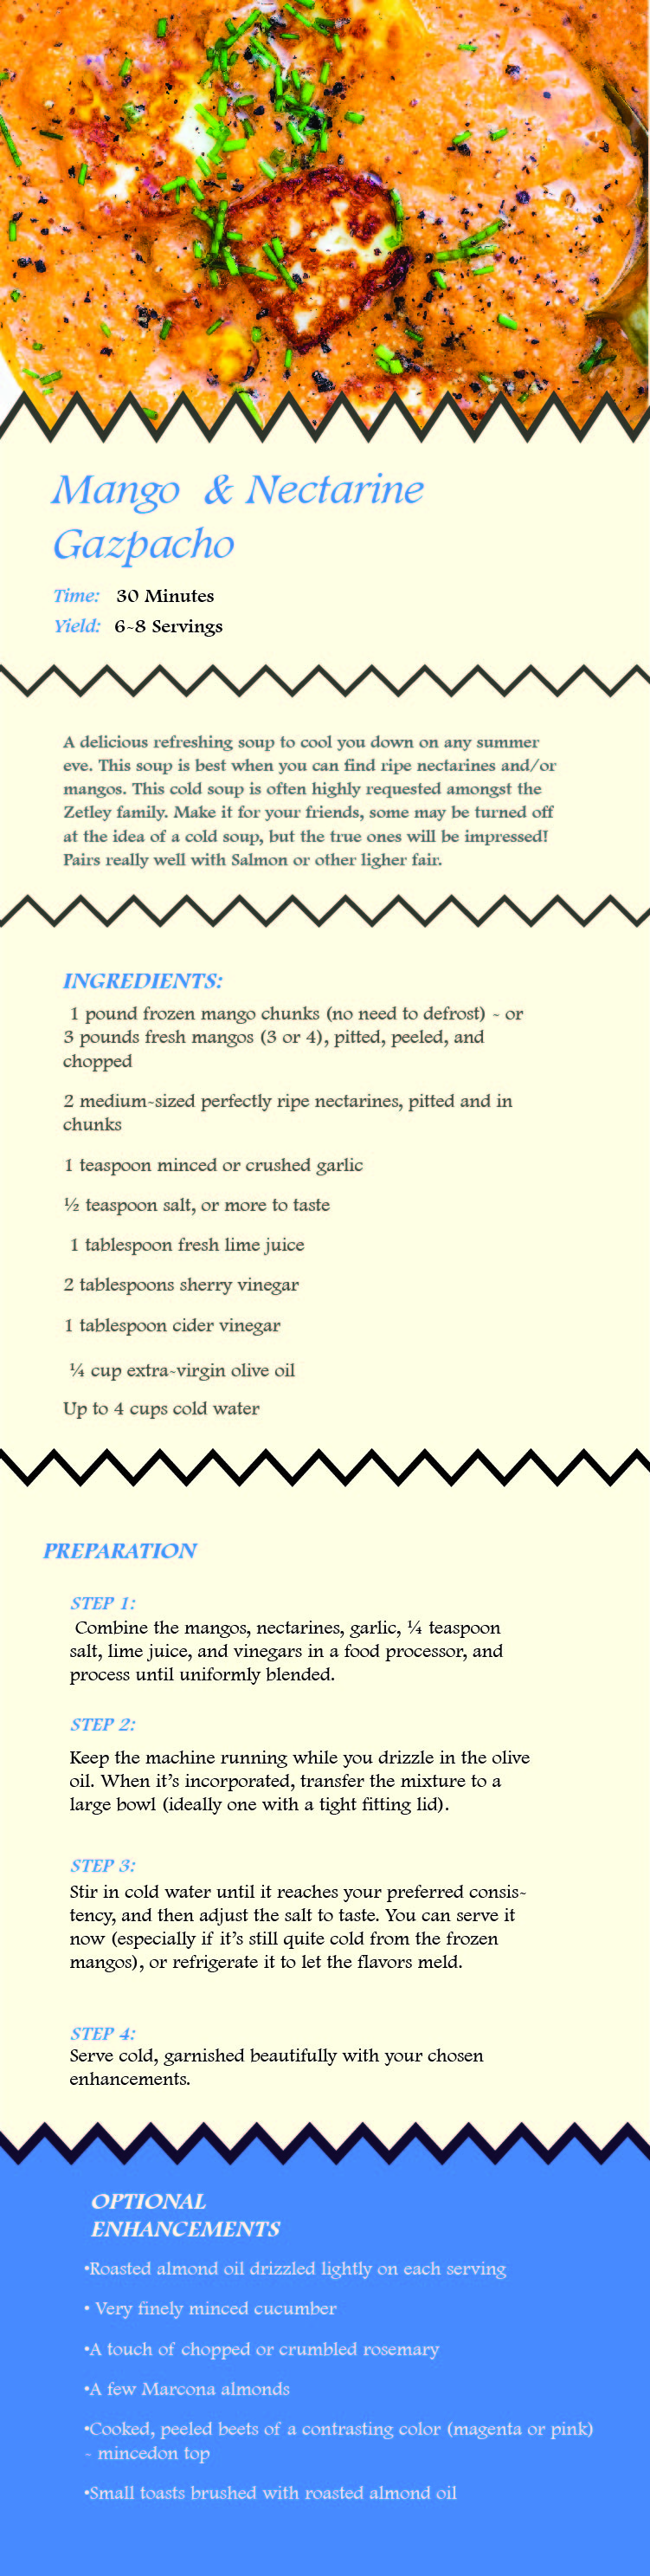 Mango & Nectarine
Gazpacho
Time: 30 Minutes
Yield: 6-8 Servings
A delicious refreshing soup to cool you down on any summer
eve. This soup is best when you can find ripe nectarines and/or
mangos. This cold soup is often highly requested amongst the
Zetley family. Make it for your friends, some may be turned off
at the idea of a cold soup, but the true ones will be impressed!
Pairs really well with Salmon or other ligher fair.
INGREDIENTS:
1 pound frozen mango chunks (no need to defrost) - or
3 pounds fresh mangos (3 or 4), pitted, peeled, and
chopped
2 medium-sized perfectly ripe nectarines, pitted and in
chunks
1 teaspoon minced or crushed garlic
½ teaspoon salt, or more to taste
1 tablespoon fresh lime juice
2 tablespoons sherry vinegar
1 tablespoon cider vinegar
¼ cup extra-virgin olive oil
Up to 4 cups cold water
PREPARATION
STEP 1:
Combine the mangos, nectarines, garlic, ¼ teaspoon
salt, lime juice, and vinegars in a food processor, and
process until uniformly blended.
STEP 2:
Keep the machine running while you drizzle in the olive
oil. When it's incorporated, transfer the mixture to a
large bowl (ideally one with a tight fitting lid).
STEP 3:
Stir in cold water until it reaches your preferred consis-
tency, and then adjust the salt to taste. You can serve it
now (especially if it's still quite cold from the frozen
mangos), or refrigerate it to let the flavors meld.
STEP 4:
Serve cold, garnished beautifully with your chosen
enhancements.
OPTIONAL
ENHANCEMENTS
•Roasted almond oil drizzled lightly on each serving
• Very finely minced cucumber
•A touch of chopped or crumbled rosemary
•A few Marcona almonds
•Cooked, peeled beets of a contrasting color (magenta or pink)
- mincedon top
•Small toasts brushed with roasted almond oil